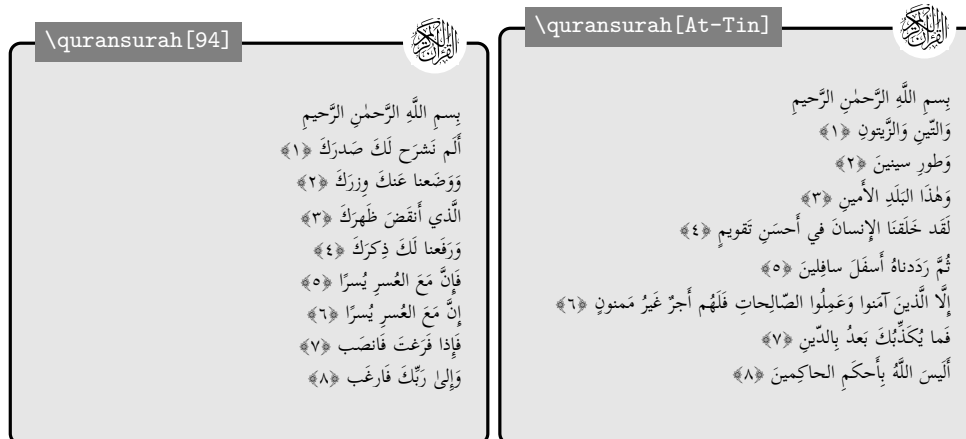 \quransurah[94]
بِسمِ اللَّهِ الرَّحمٰنِ الرَّحيمِ
أَلَم نَشرَح لَكَ صَدرَكَ ﴿١﴾
وَوَضَعنا عَنكَ وِزرَكَ ﴿٢﴾
الَّذي أَنقَضَ ظَهرَكَ ﴿٣﴾
وَرَفَعنا لَكَ ذِكرَكَ ﴿٤﴾
فَإِنَّ مَعَ العُسرِ يُسرًا ﴿٥﴾
إِنَّ مَعَ العُسرِ يُسرًا ﴿٦﴾
فَإِذا فَرَغتَ فَانصَب ﴿٧﴾
وَإِلىٰ رَبِّكَ فَارغَب ﴿٨﴾
\quransurah[At-Tin]
بِسمِ اللَّهِ الرَّحمٰنِ الرَّحيمِ
وَالتّينِ وَالزَّيتونِ ﴿١﴾
وَطورِ سينينَ ﴿٢﴾
وَهٰذَا البَلَدِ الأَمينِ ﴿٣﴾
لَقَد خَلَقنَا الإِنسانَ في أَحسَنِ تَقويمٍ ﴿٤﴾
ثُمَّ رَدَدناهُ أَسفَلَ سافِلينَ ﴿٥﴾
إِلَّا الَّذينَ آمَنوا وَعَمِلُوا الصّالِحاتِ فَلَهُم أَجرٌ غَيرُ مَمنونٍ ﴿٦﴾
فَما يُكَذِّبُكَ بَعدُ بِالدّينِ ﴿٧﴾
أَلَيسَ اللَّهُ بِأَحكَمِ الحاكِمينَ ﴿٨﴾